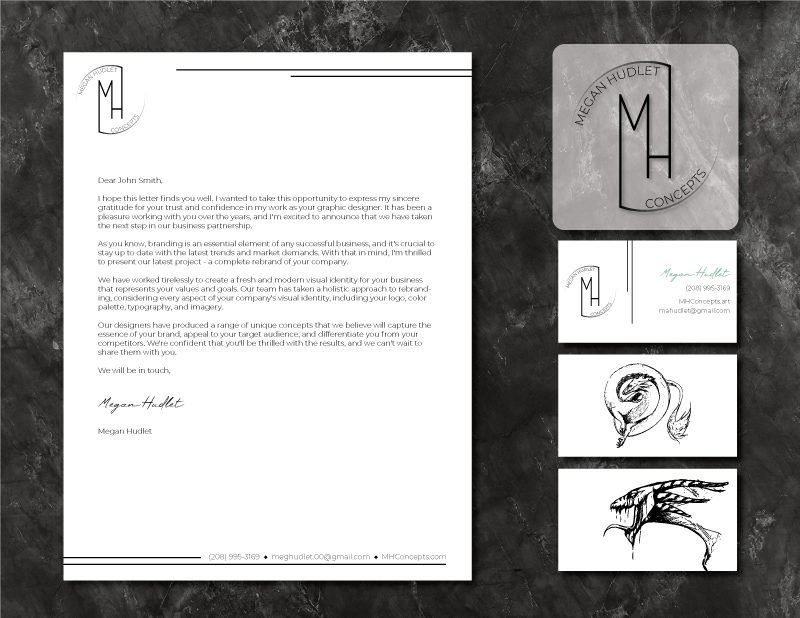 MEGAN HUDLET
MH
CONCEPTS
Dear John Smith,
I hope this letter finds you well. I wanted to take this opportunity to express my sincere
gratitude for your trust and confidence in my work as your graphic designer. It has been a
pleasure working with you over the years, and I'm excited to announce that we have taken
the next step in our business partnership.
As you know, branding is an essential element of any successful business, and it's crucial to
stay up to date with the latest trends and market demands. With that in mind, I'm thrilled
to present our latest project - a complete rebrand of your company.
We have worked tirelessly to create a fresh and modern visual identity for your business
that represents your values and goals. Our team has taken a holistic approach to rebrand-
ing, considering every aspect of your company's visual identity, including your logo, color
palette, typography, and imagery.
Our designers have produced a range of unique concepts that we believe will capture the
essence of your brand, appeal to your target audience, and differentiate you from your
competitors. We're confident that you'll be thrilled with the results, and we can't wait to
share them with you.
We will be in touch,
Megan Hudlet
Megan Hudlet
(208) 995-3169 ♦ meghudlet.00@gmail.com ♦ MHConcepts.com
MEGAN HUDLET
MH
CONCEPTS
MEGAN HUDLET
MH
CONCEPTS
Megan Hudlet
(208) 995-3169
MHConcepts.art
mahudlet@gmail.com